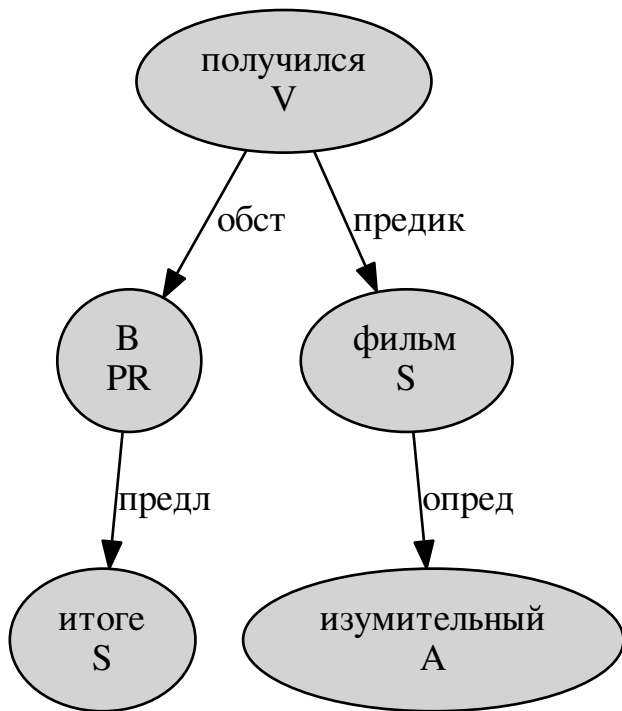 получился
V
обст
предик
В
PR
фильм
S
предл
опред
итоге
S
изумительный
A